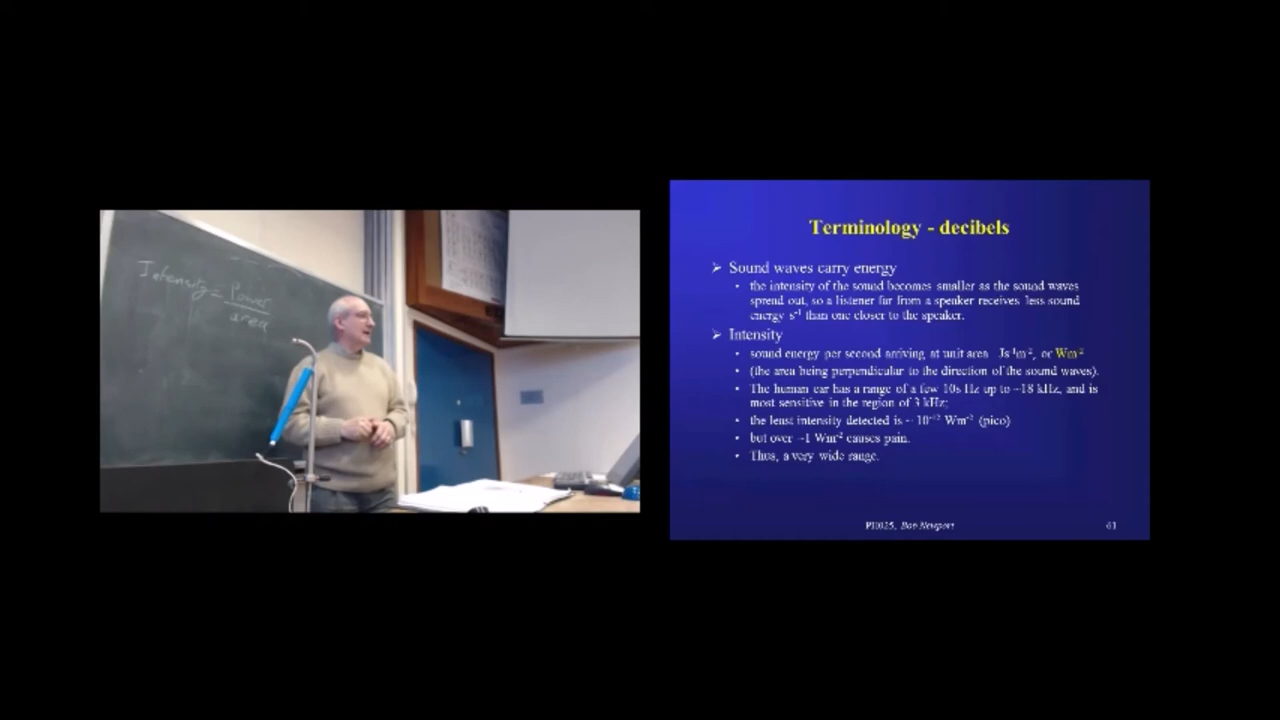 Intensity = Power
area
Terminology - decibels
➢ Sound waves carry energy
• the intensity of the sound becomes smaller as the sound waves
spread out, so a listener far from a speaker receives less sound
energy s⁻¹ than one closer to the speaker.
➢ Intensity
• sound energy per second arriving at unit area Js⁻¹m⁻², or Wm⁻²
• (the area being perpendicular to the direction of the sound waves).
• The human ear has a range of a few 10s Hz up to ~18 kHz, and is
most sensitive in the region of 3 kHz;
• the least intensity detected is ~ 10⁻¹² Wm⁻² (pico)
• but over ~1 Wm⁻² causes pain.
• Thus, a very wide range.
PH025, Bob Newport
61